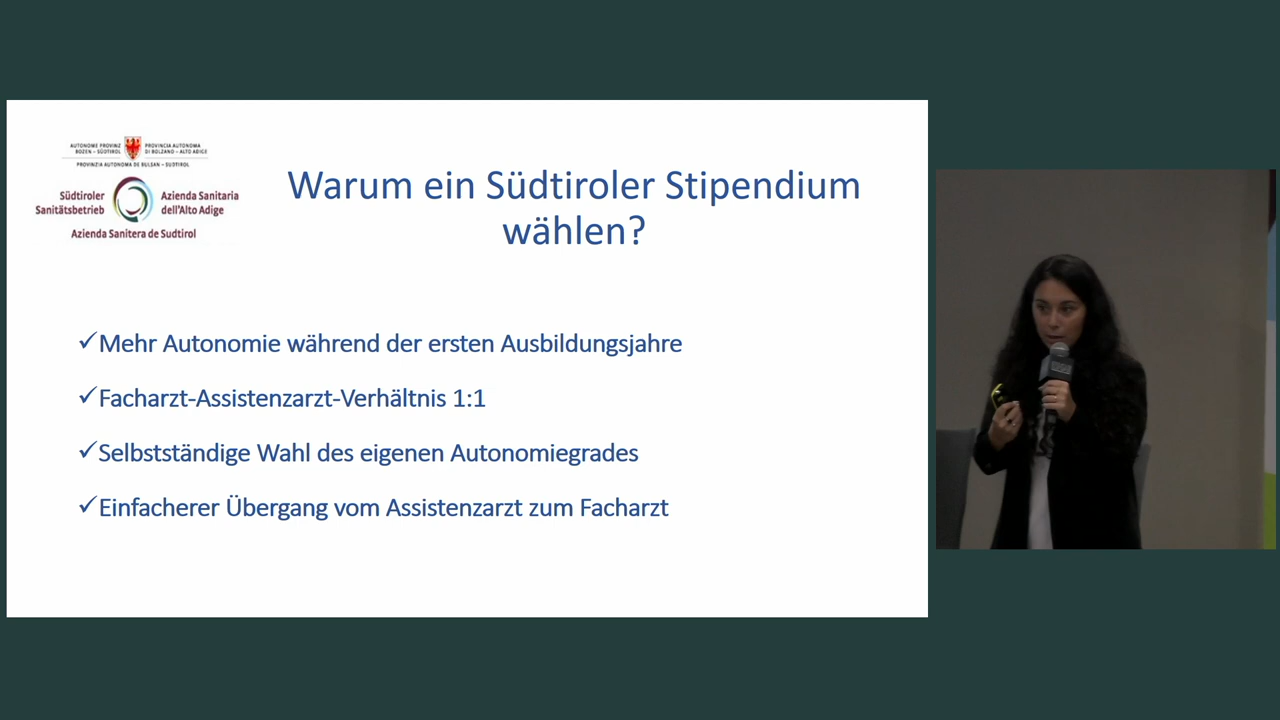 AUTONOME PROVINZ
BOZEN – SÜDTIROL
PROVINCIA AUTONOMA
DI BOLZANO – ALTO ADIGE
PROVINZIA AUTONOMA DE BULSAN – SÜDTIROL
Südtiroler
Sanitätsbetrieb
Azienda Sanitaria
dell'Alto Adige
Azienda Sanitera de Sudtirol
Warum ein Südtiroler Stipendium
wählen?
✓Mehr Autonomie während der ersten Ausbildungsjahre
✓Facharzt-Assistenzarzt-Verhältnis 1:1
✓Selbstständige Wahl des eigenen Autonomiegrades
✓Einfacherer Übergang vom Assistenzarzt zum Facharzt